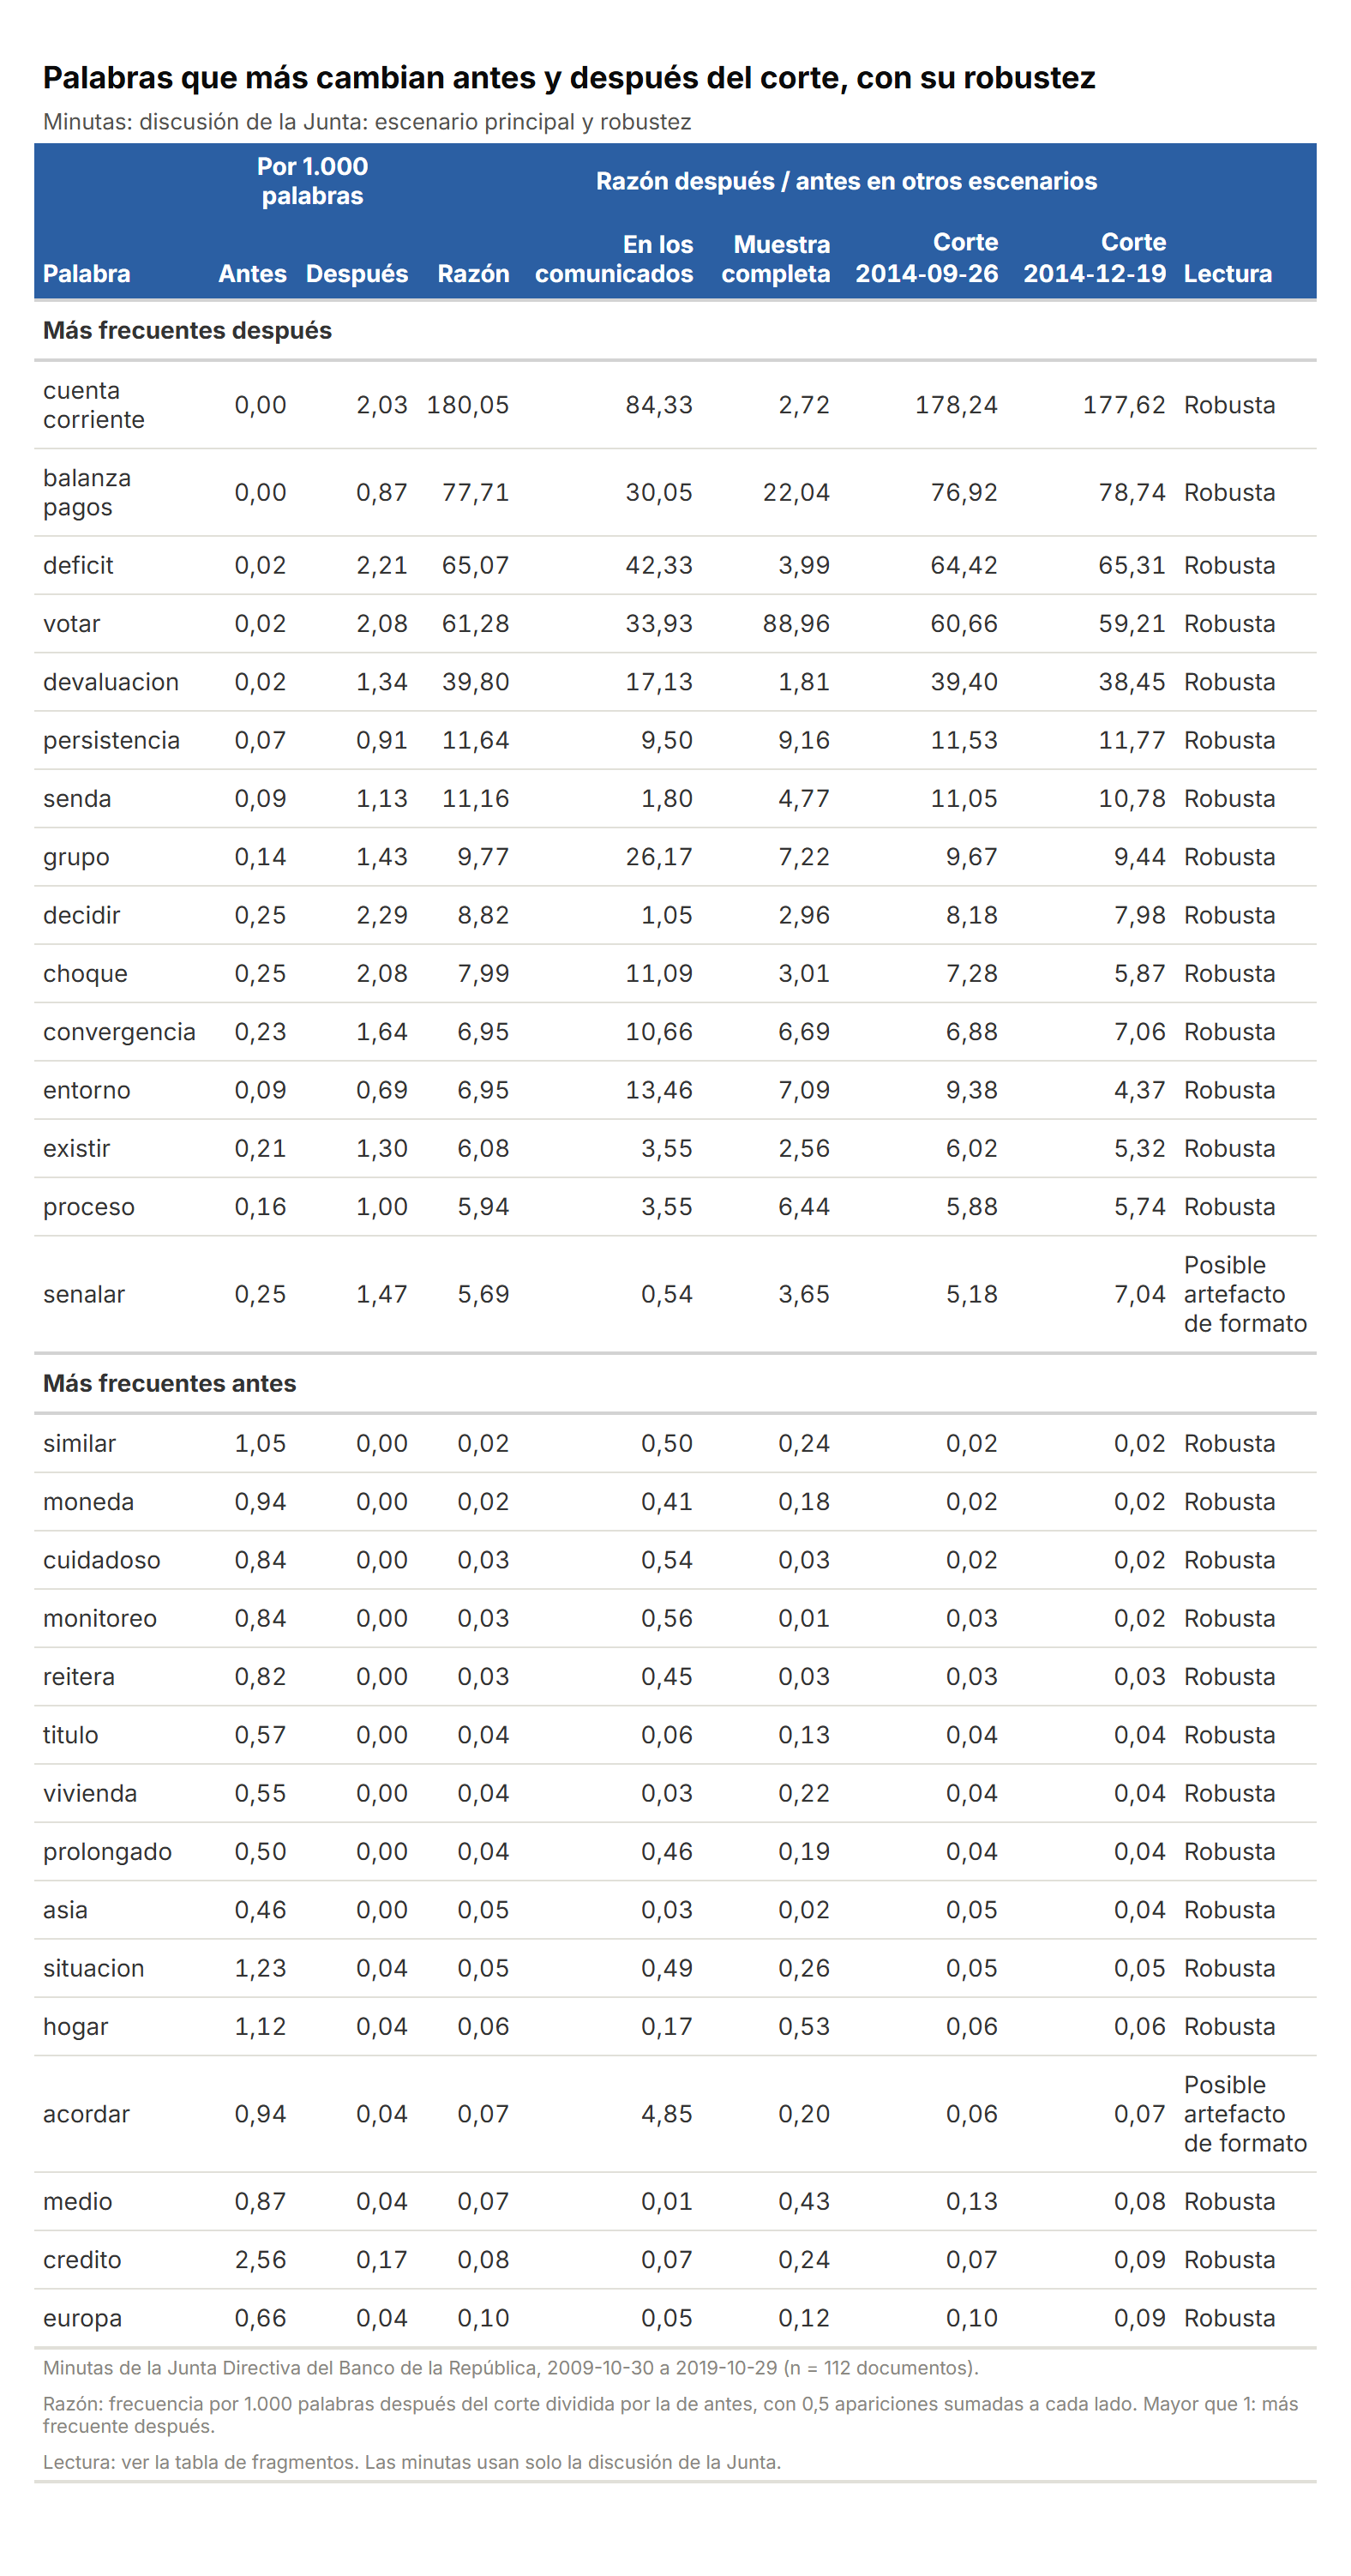 Palabras que más cambian antes y después del corte, con su robustez
Minutas: discusión de la Junta: escenario principal y robustez
Por 1.000 palabras Razón después / antes en otros escenarios
Palabra Antes Después Razón En los comunicados Muestra completa Corte 2014-09-26 Corte 2014-12-19 Lectura
Más frecuentes después
cuenta corriente 0,00 2,03 180,05 84,33 2,72 178,24 177,62 Robusta
balanza pagos 0,00 0,87 77,71 30,05 22,04 76,92 78,74 Robusta
deficit 0,02 2,21 65,07 42,33 3,99 64,42 65,31 Robusta
votar 0,02 2,08 61,28 33,93 88,96 60,66 59,21 Robusta
devaluacion 0,02 1,34 39,80 17,13 1,81 39,40 38,45 Robusta
persistencia 0,07 0,91 11,64 9,50 9,16 11,53 11,77 Robusta
senda 0,09 1,13 11,16 1,80 4,77 11,05 10,78 Robusta
grupo 0,14 1,43 9,77 26,17 7,22 9,67 9,44 Robusta
decidir 0,25 2,29 8,82 1,05 2,96 8,18 7,98 Robusta
choque 0,25 2,08 7,99 11,09 3,01 7,28 5,87 Robusta
convergencia 0,23 1,64 6,95 10,66 6,69 6,88 7,06 Robusta
entorno 0,09 0,69 6,95 13,46 7,09 9,38 4,37 Robusta
existir 0,21 1,30 6,08 3,55 2,56 6,02 5,32 Robusta
proceso 0,16 1,00 5,94 3,55 6,44 5,88 5,74 Robusta
senalar 0,25 1,47 5,69 0,54 3,65 5,18 7,04 Posible artefacto de formato
Más frecuentes antes
similar 1,05 0,00 0,02 0,50 0,24 0,02 0,02 Robusta
moneda 0,94 0,00 0,02 0,41 0,18 0,02 0,02 Robusta
cuidadoso 0,84 0,00 0,03 0,54 0,03 0,02 0,02 Robusta
monitoreo 0,84 0,00 0,03 0,56 0,01 0,03 0,02 Robusta
reitera 0,82 0,00 0,03 0,45 0,03 0,03 0,03 Robusta
titulo 0,57 0,00 0,04 0,06 0,13 0,04 0,04 Robusta
vivienda 0,55 0,00 0,04 0,03 0,22 0,04 0,04 Robusta
prolongado 0,50 0,00 0,04 0,46 0,19 0,04 0,04 Robusta
asia 0,46 0,00 0,05 0,03 0,02 0,05 0,04 Robusta
situacion 1,23 0,04 0,05 0,49 0,26 0,05 0,05 Robusta
hogar 1,12 0,04 0,06 0,17 0,53 0,06 0,06 Robusta
acordar 0,94 0,04 0,07 4,85 0,20 0,06 0,07 Posible artefacto de formato
medio 0,87 0,04 0,07 0,01 0,43 0,13 0,08 Robusta
credito 2,56 0,17 0,08 0,07 0,24 0,07 0,09 Robusta
europa 0,66 0,04 0,10 0,05 0,12 0,10 0,09 Robusta
Minutas de la Junta Directiva del Banco de la República, 2009-10-30 a 2019-10-29 (n = 112 documentos).
Razón: frecuencia por 1.000 palabras después del corte dividida por la de antes, con 0,5 apariciones sumadas a cada lado. Mayor que 1: más
frecuente después.
Lectura: ver la tabla de fragmentos. Las minutas usan solo la discusión de la Junta.